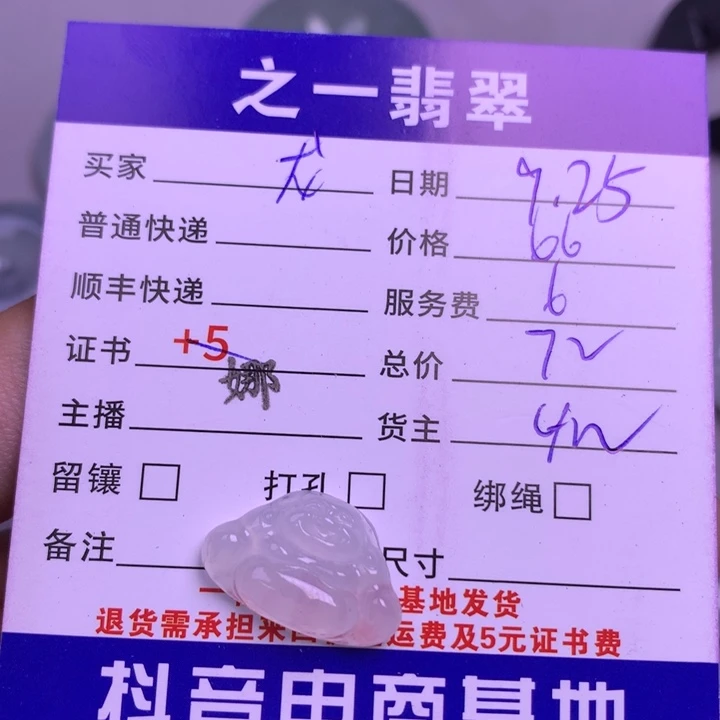 之一翡翠
买家 龙 日期 9.25
普通快递 价格 66
顺丰快递 服务费 6
证书 +5 总价 72
娜
主播 货主
留镶 打孔 绑绳
备注 尺寸
一 基地发货
退货需承担来回 运费及5元证书费
抖音电商基地